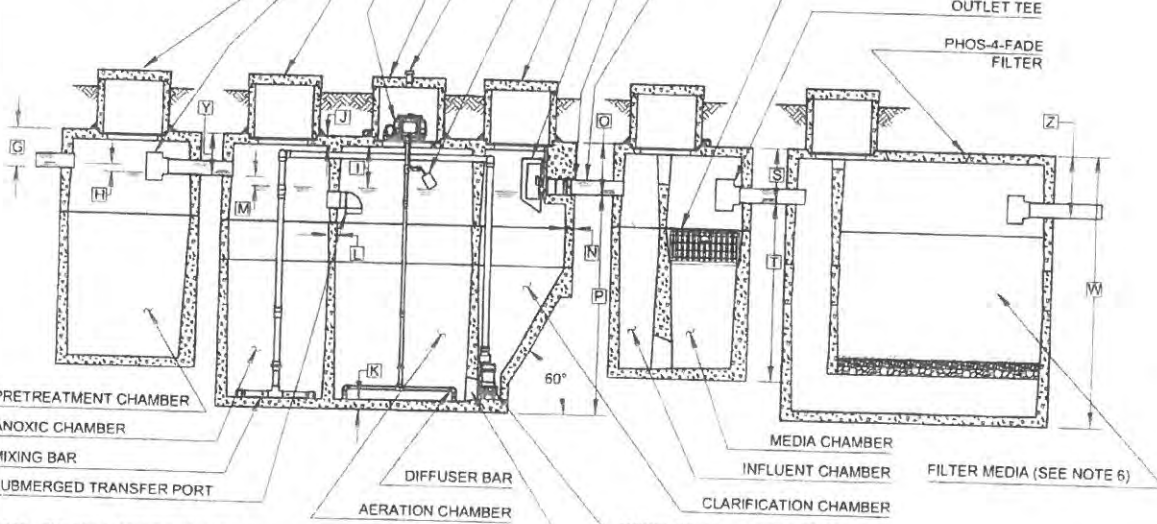 OUTLET TEE
PHOS-4-FADE
FILTER
G
Y
H
J
I
M
L
K
O
N
P
S
T
Z
W
60°
PRETREATMENT CHAMBER
ANOXIC CHAMBER
MIXING BAR
SUBMERGED TRANSFER PORT
DIFFUSER BAR
AERATION CHAMBER
MEDIA CHAMBER
INFLUENT CHAMBER
CLARIFICATION CHAMBER
FILTER MEDIA (SEE NOTE 6)